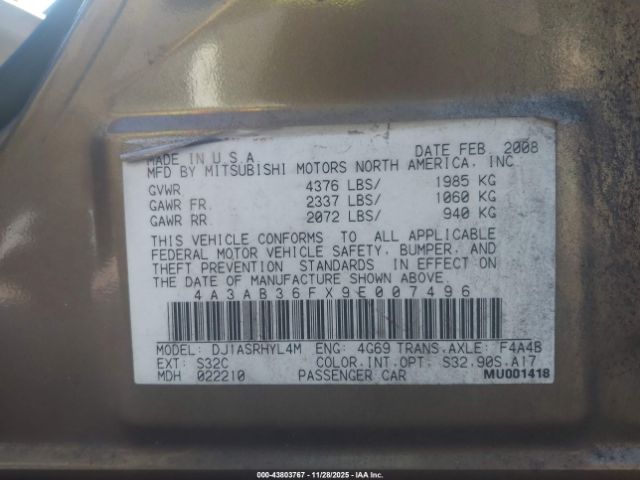 MADE IN U.S.A. DATE FEB, 2008
MFD BY MITSUBISHI MOTORS NORTH AMERICA, INC
GVWR 4376 LBS/ 1985 KG
GAWR FR. 2337 LBS/ 1060 KG
GAWR RR. 2072 LBS/ 940 KG
THIS VEHICLE CONFORMS TO ALL APPLICABLE
FEDERAL MOTOR VEHICLE SAFETY, BUMPER, AND
THEFT PREVENTION STANDARDS IN EFFECT ON
THE DATE OF MANUFACTURE SHOWN ABOVE.
4A3AB36FX9E007496
MODEL: DJ1ASRHYL4M ENG: 4G69 TRANS.AXLE: F4A4B
EXT: S32C COLOR.INT.OPT: S32.90S.A17
MDH 022210 PASSENGER CAR MU001418
000-43803767 - 11/28/2025 - IAAI.COM